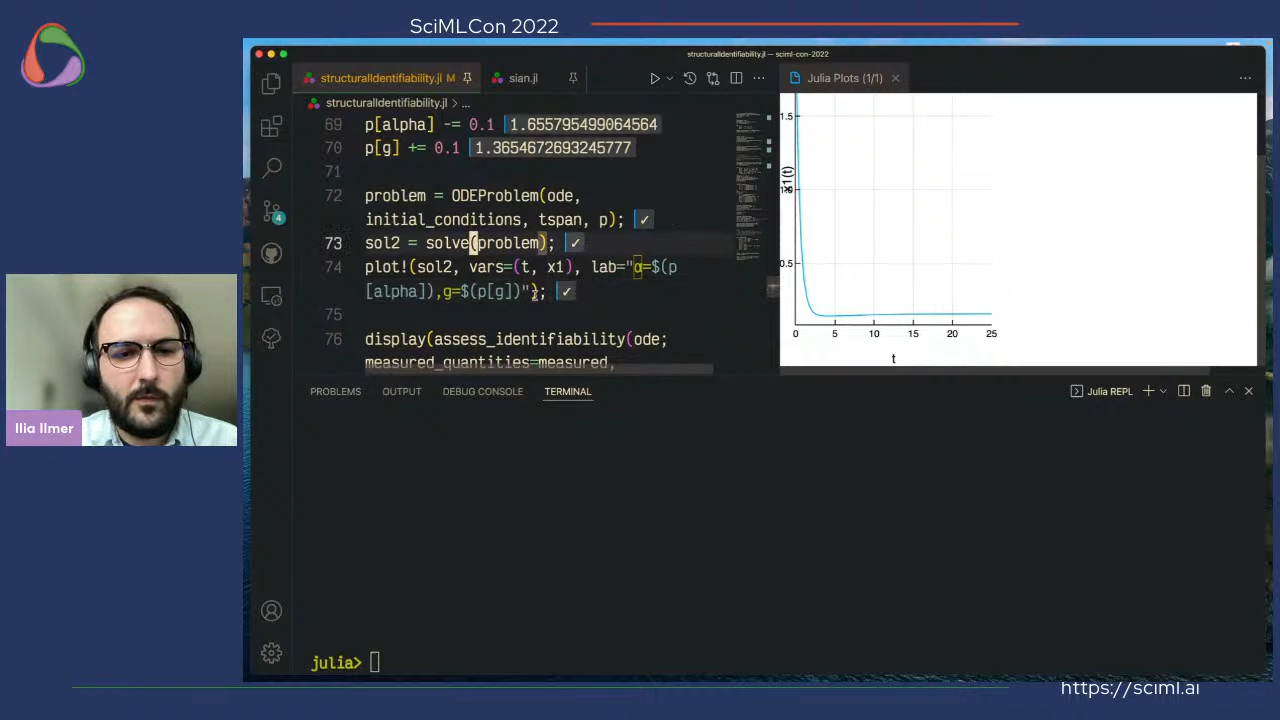 SciMLCon 2022
structuralIdentifiability.jl — sciml-con-2022
structuralIdentifiability.jl M
sian.jl
Julia Plots (1/1)
structuralIdentifiability.jl > ...
69 p[alpha] -= 0.1 1.655795499064564
70 p[g] += 0.1 1.3654672693245777
71
72 problem = ODEProblem(ode,
initial_conditions, tspan, p); ✓
73 sol2 = solve(problem); ✓
74 plot!(sol2, vars=(t, x1), lab="α=$(p
[alpha]),g=$(p[g])"); ✓
75
76 display(assess_identifiability(ode;
measured_quantities=measured,
1.5
1.0
0.5
x1(t)
0 5 10 15 20 25
t
4
PROBLEMS OUTPUT DEBUG CONSOLE TERMINAL
Julia REPL
julia>
Ilia Ilmer
https://sciml.ai